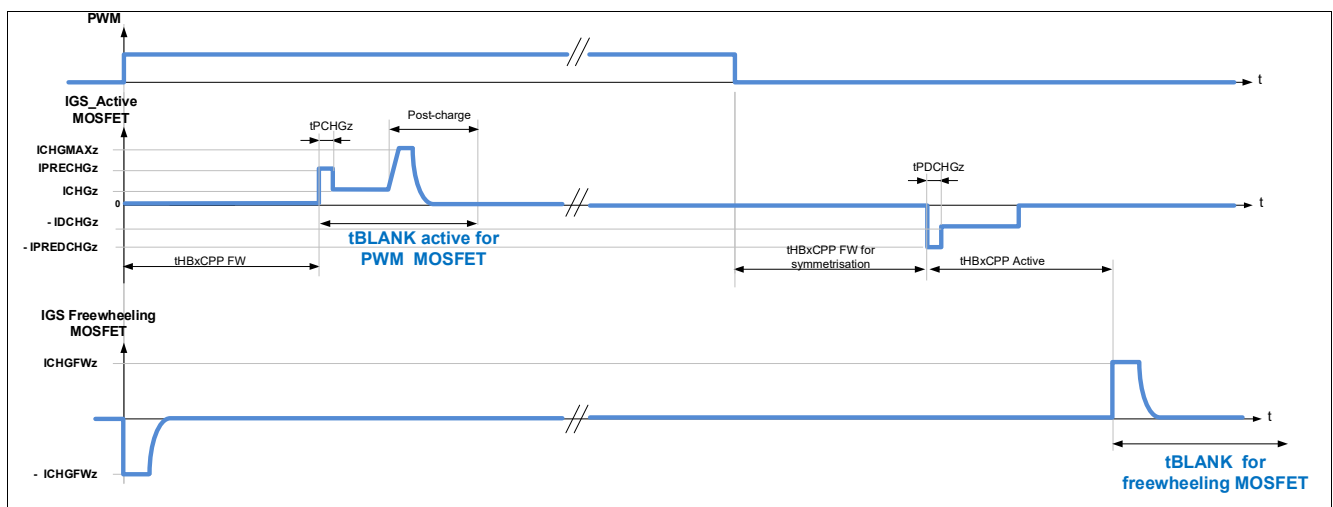 PWM
t
IGS_Active
MOSFET
tPCHGz
Post-charge
tPDCHGz
ICHGMAXz
IPRECHGz
ICHGz
0
t
- IDCHGz
- IPREDCHGz
tBLANK active for
PWM MOSFET
tHBxCPP FW
tHBxCPP FW for
symmetrisation
tHBxCPP Active
IGS Freewheeling
MOSFET
ICHGFWz
t
- ICHGFWz
tBLANK for
freewheeling MOSFET